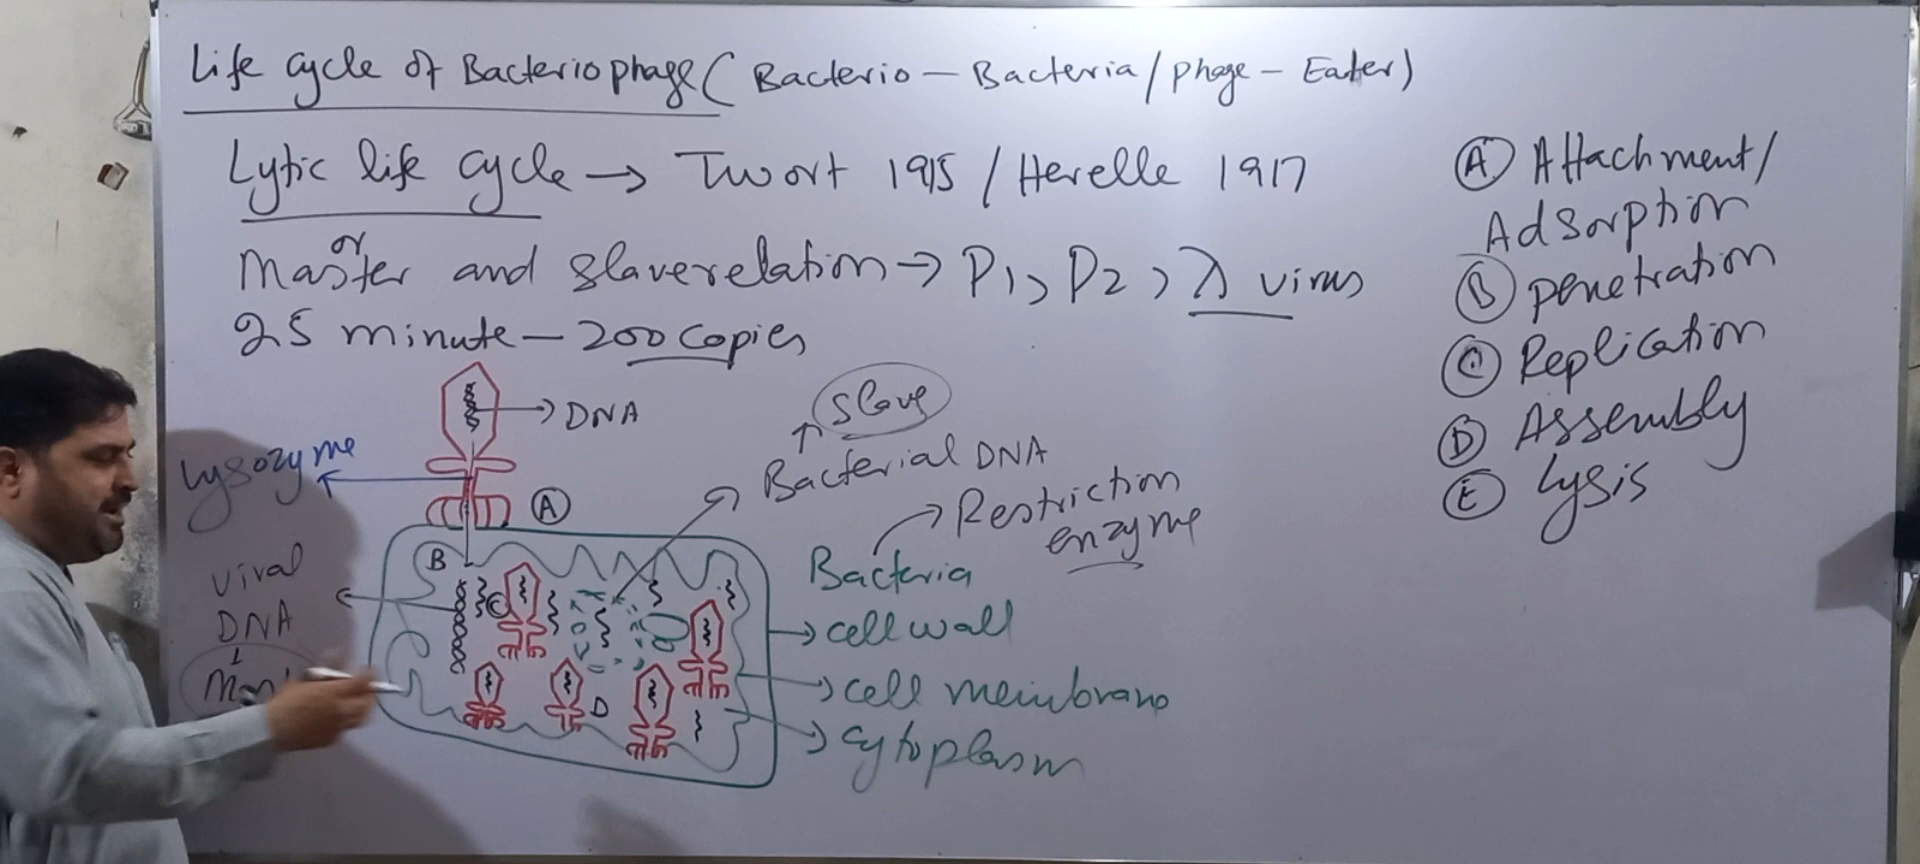 Life cycle of Bacteriophage ( Bacterio - Bacteria / phage - Eater )
Lytic life cycle → Twort 1915 / Herelle 1917
or
Master and slave relation → P1, P2, λ virus
25 minute - 200 copies
Ⓐ Attachment /
Adsorption
Ⓑ penetration
Ⓒ Replication
Ⓓ Assembly
Ⓔ Lysis
DNA
Slave
Lysozyme
Bacterial DNA
Ⓐ
Restriction
enzyme
B
Bacteria
Viral
DNA
C
cell wall
cell membrane
D
cytoplasm